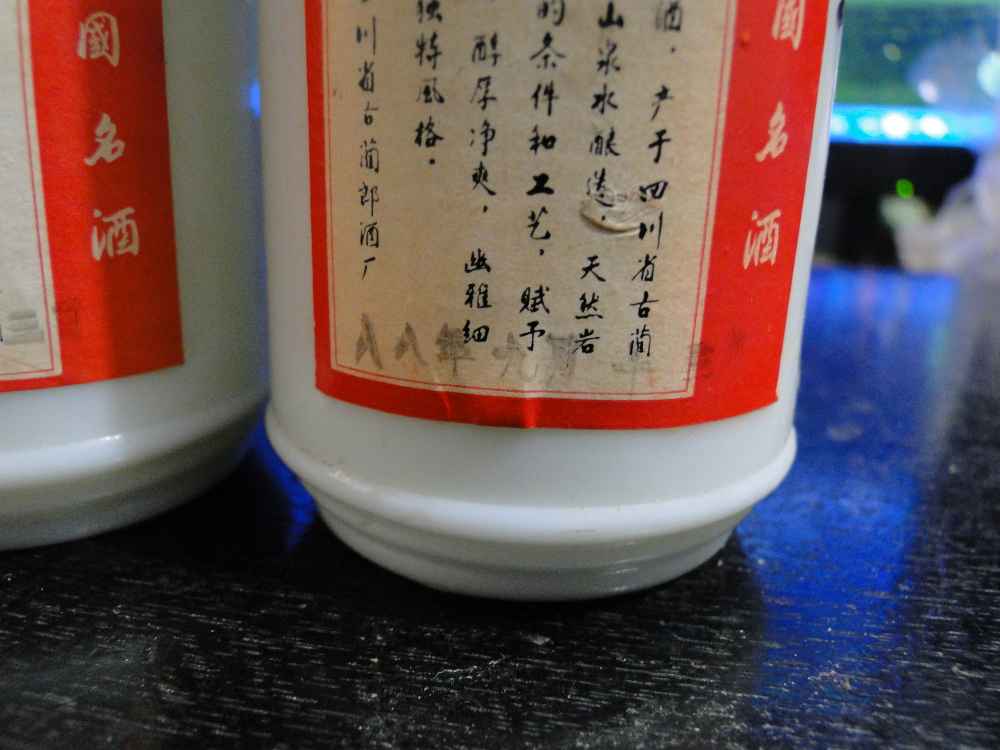 國名酒
酒,产于四川省古蔺
山泉水酿造,天然岩
的条件和工艺,赋予
醇厚净爽,幽雅细
独特风格。
川省古蔺郎酒厂
八八年九月
國名酒